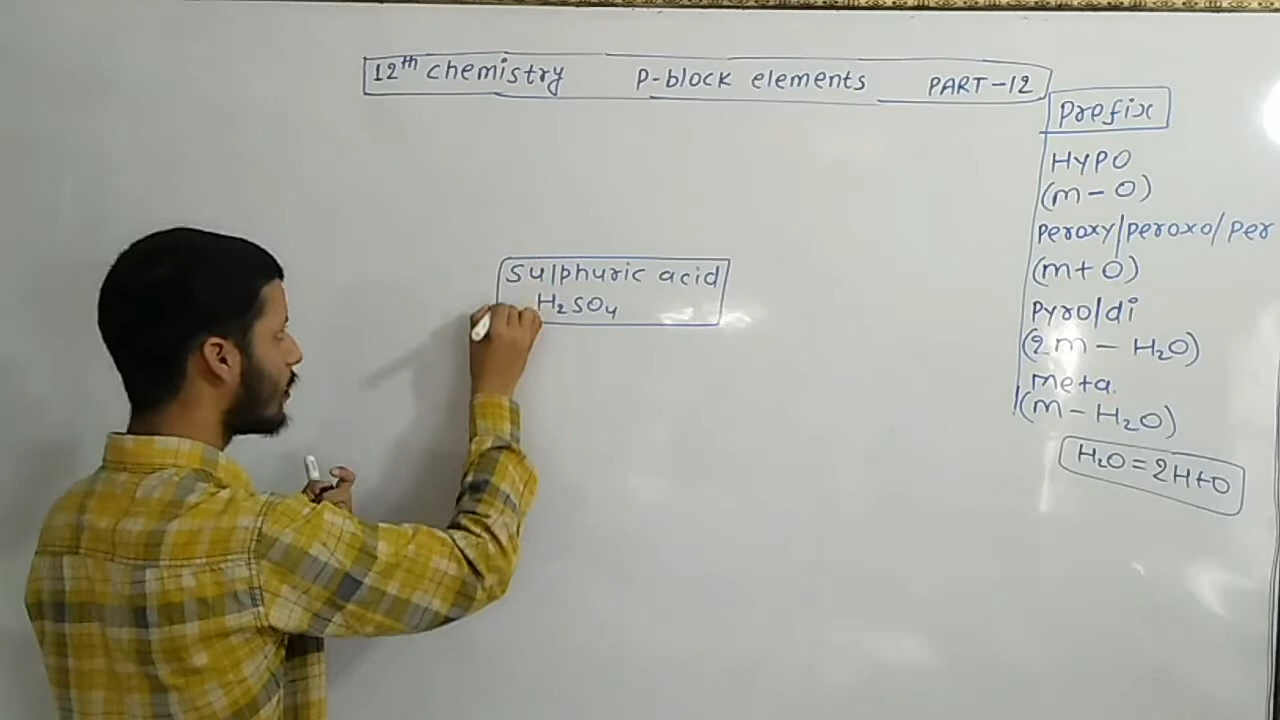 12th chemistry P-block elements PART-12
Prefix
HYPO
(m-O)
peroxy/peroxo/per
(m+O)
pyro/di
(2m-H₂O)
meta.
(m-H₂O)
H₂O=2H+O
Sulphuric acid
H₂SO₄